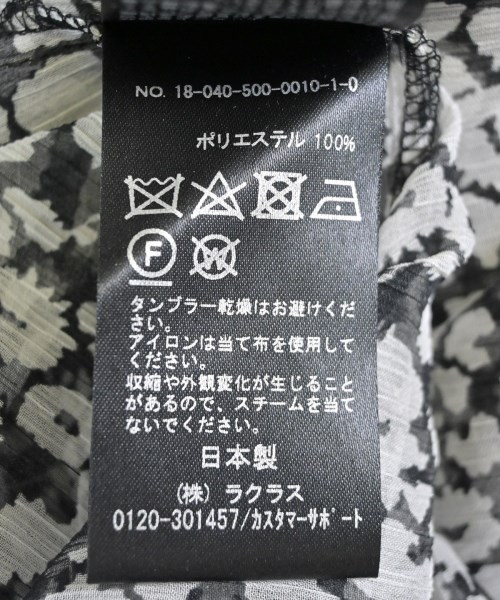 NO. 18-040-500-0010-1-0
ポリエステル 100%
F W
タンブラー乾燥はお避けくだ
さい。
アイロンは当て布を使用して
ください。
収縮や外観変化が生じること
があるので、スチームを当て
ないでください。
日本製
(株) ラクラス
0120-301457/カスタマーサポート